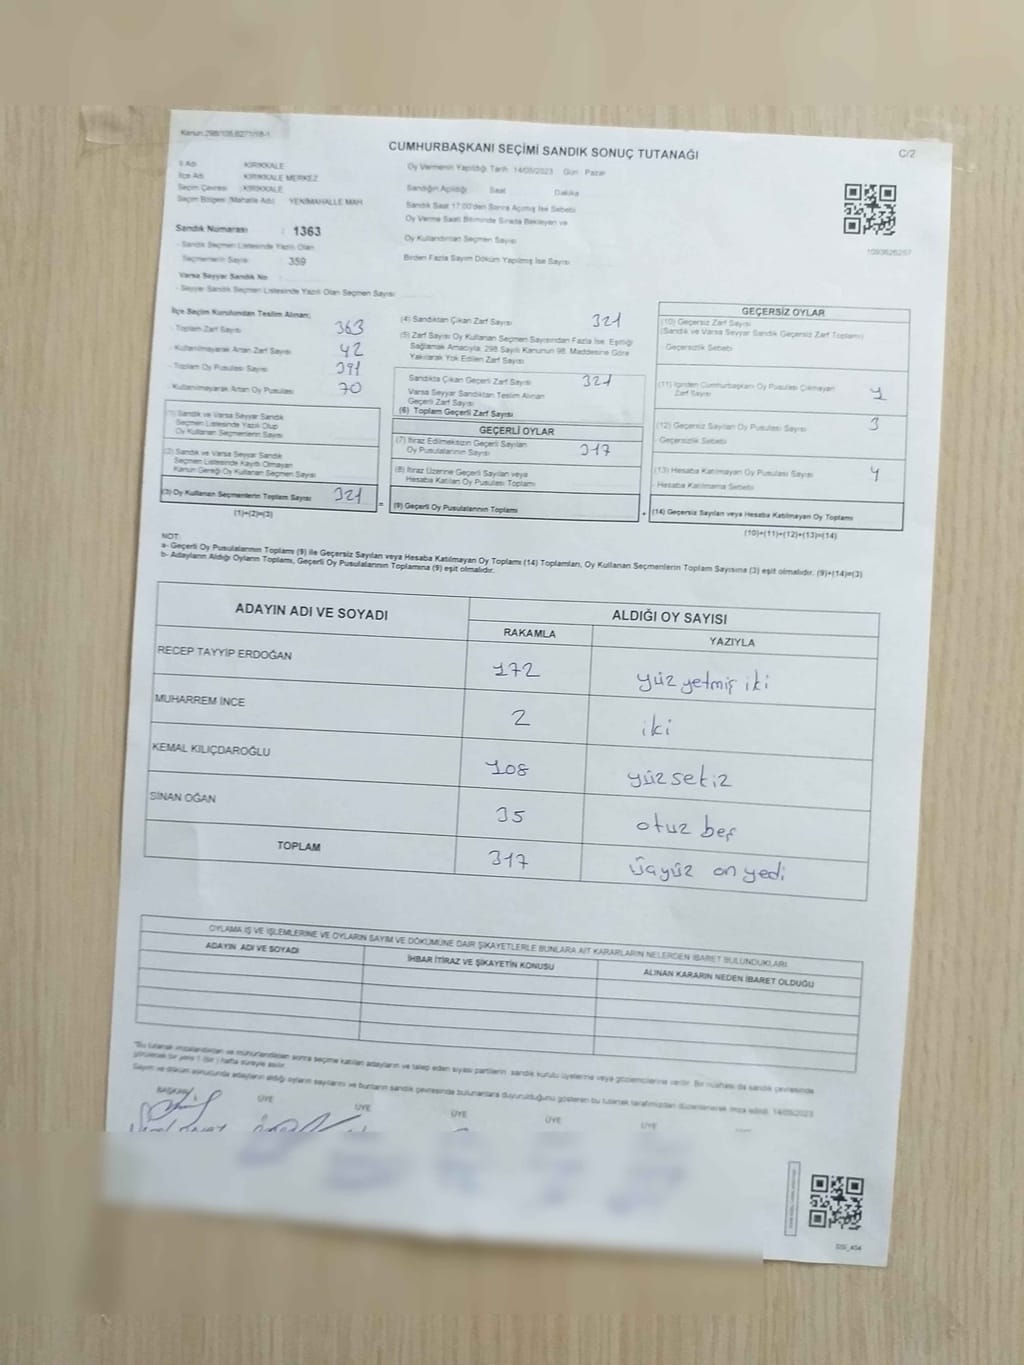 Kanun 298/105,6271/18-1
CUMHURBAŞKANI SEÇİMİ SANDIK SONUÇ TUTANAĞI
C/2
İl Adı KIRIKKALE
İlçe Adı KIRIKKALE MERKEZ
Seçim Çevresi :KIRIKKALE
Seçim Bölgesi (Mahalle Adı) YENİMAHALLE MAH.
Oy Vermenin Yapıldığı Tarih 14/05/2023 Gün : Pazar
Sandığın Açıldığı Saat Dakika
Sandık Saat 17:00'den Sonra Açılmış İse Sebebi
Oy Verme Saati Bitiminde Sırada Bekleyen ve
Oy Kullandırılan Seçmen Sayısı
Birden Fazla Sayım Döküm Yapılmış İse Sayısı
1093626257
Sandık Numarası : 1363
- Sandık Seçmen Listesinde Yazılı Olan
Seçmenlerin Sayısı 359
Varsa Seyyar Sandık No
- Seyyar Sandık Seçmen Listesinde Yazılı Olan Seçmen Sayısı
İlçe Seçim Kurulundan Teslim Alınan;
- Toplam Zarf Sayısı 363
- Kullanılmayarak Artan Zarf Sayısı 42
- Toplam Oy Pusulası Sayısı 391
- Kullanılmayarak Artan Oy Pusulası 70
(1) Sandık ve Varsa Seyyar Sandık
Seçmen Listesinde Yazılı Olup
Oy Kullanan Seçmenlerin Sayısı
(2) Sandık ve Varsa Seyyar Sandık
Seçmen Listesinde Kayıtlı Olmayan
Kanun Gereği Oy Kullanan Seçmen Sayısı
(3) Oy Kullanan Seçmenlerin Toplam Sayısı 321
(1)+(2)=(3)
(4) Sandıktan Çıkan Zarf Sayısı 321
(5) Zarf Sayısı Oy Kullanan Seçmen Sayısından Fazla İse, Eşitliği
Sağlamak Amacıyla, 298 Sayılı Kanunun 98. Maddesine Göre
Yakılarak Yok Edilen Zarf Sayısı
Sandıkta Çıkan Geçerli Zarf Sayısı 321
Varsa Seyyar Sandıktan Teslim Alınan
Geçerli Zarf Sayısı
(6) Toplam Geçerli Zarf Sayısı
GEÇERLİ OYLAR
(7) İtiraz Edilmeksizin Geçerli Sayılan
Oy Pusulalarının Sayısı 317
(8) İtiraz Üzerine Geçerli Sayılan veya
Hesaba Katılan Oy Pusulası Toplamı
= (9) Geçerli Oy Pusulalarının Toplamı
GEÇERSİZ OYLAR
(10) Geçersiz Zarf Sayısı
(Sandık ve Varsa Seyyar Sandık Geçersiz Zarf Toplamı)
- Geçersizlik Sebebi
(11) İçinden Cumhurbaşkanı Oy Pusulası Çıkmayan
Zarf Sayısı 1
(12) Geçersiz Sayılan Oy Pusulası Sayısı 3
- Geçersizlik Sebebi
(13) Hesaba Katılmayan Oy Pusulası Sayısı 4
- Hesaba Katılmama Sebebi
+ (14) Geçersiz Sayılan veya Hesaba Katılmayan Oy Toplamı
(10)+(11)+(12)+(13)=(14)
NOT:
a- Geçerli Oy Pusulalarının Toplamı (9) ile Geçersiz Sayılan veya Hesaba Katılmayan Oy Toplamı (14) Toplamları, Oy Kullanan Seçmenlerin Toplam Sayısına (3) eşit olmalıdır. (9)+(14)=(3)
b- Adayların Aldığı Oyların Toplamı, Geçerli Oy Pusulalarının Toplamına (9) eşit olmalıdır.
ADAYIN ADI VE SOYADI ALDIĞI OY SAYISI
RAKAMLA YAZIYLA
RECEP TAYYİP ERDOĞAN 172 yüz yetmiş iki
MUHARREM İNCE 2 iki
KEMAL KILIÇDAROĞLU 108 yüz sekiz
SİNAN OĞAN 35 otuz beş
TOPLAM 317 üçyüz on yedi
OYLAMA İŞ VE İŞLEMLERİNE VE OYLARIN SAYIM VE DÖKÜMÜNE DAİR ŞİKAYETLERLE BUNLARA AİT KARARLARIN NELERDEN İBARET BULUNDUKLARI
ADAYIN ADI VE SOYADI İHBAR İTİRAZ VE ŞİKAYETİN KONUSU ALINAN KARARIN NEDEN İBARET OLDUĞU
*Bu tutanak imzalandıktan ve mühürlendikten sonra seçime katılan adayların ve talep eden siyasi partilerin sandık kurulu üyelerine veya gözlemcilerine verilir. Bir nüshası da sandık çevresinde
görülecek bir yere 1 (bir ) hafta süreyle asılır.
Sayım ve döküm sonucunda adayların aldığı oyların sayılarını ve bunların sandık çevresinde bulunanlara duyurulduğunu gösteren bu tutanak tarafımızdan düzenlenerek imza edildi. 14/05/2023
BAŞKAN ÜYE ÜYE ÜYE ÜYE ÜYE